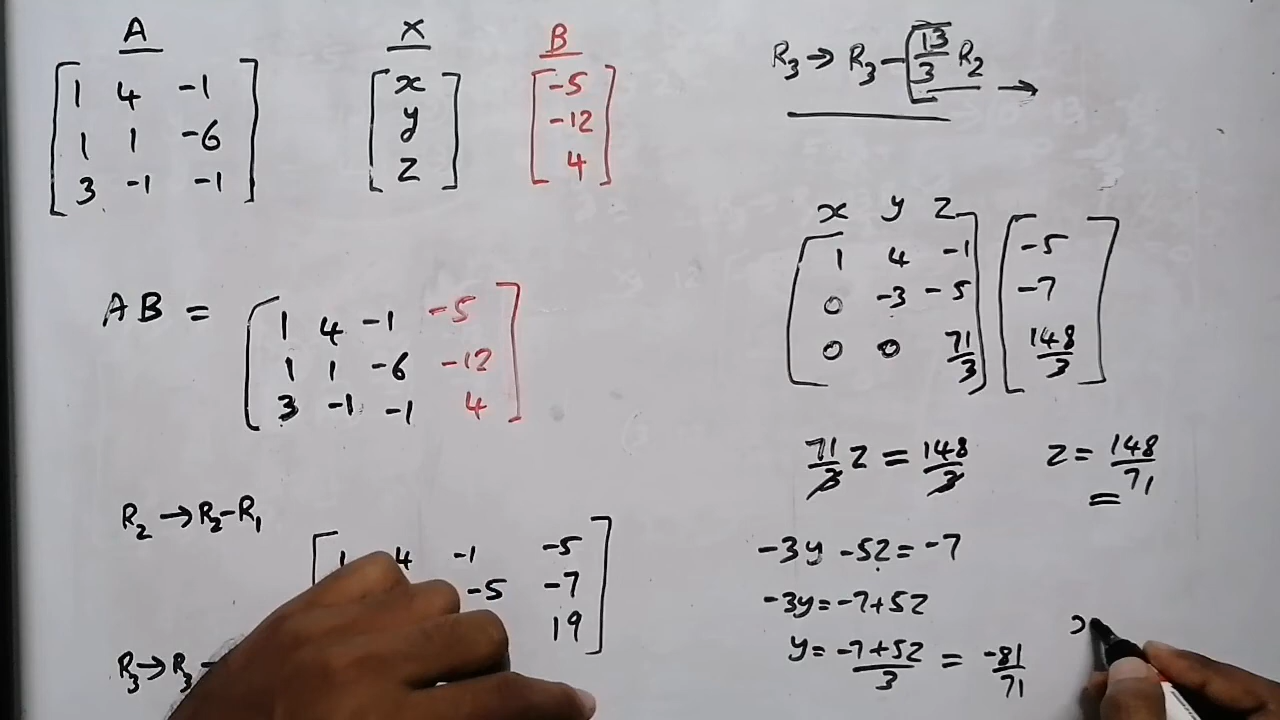 A X B
[1 4 -1] [x] [-5]
[1 1 -6] [y] [-12]
[3 -1 -1] [z] [4]
AB = [1 4 -1 -5]
[1 1 -6 -12]
[3 -1 -1 4]
R2 → R2-R1
1 4 -1 -5
-5 -7
19
R3 → R3 -
R3 → R3 - 13/3 R2 →
x y z
[1 4 -1] [-5]
[0 -3 -5] [-7]
[0 0 71/3] [148/3]
71/3 z = 148/3 z = 148/71
-3y -5z = -7
-3y = -7+5z
y = -7+5z/3 = -81/71
x